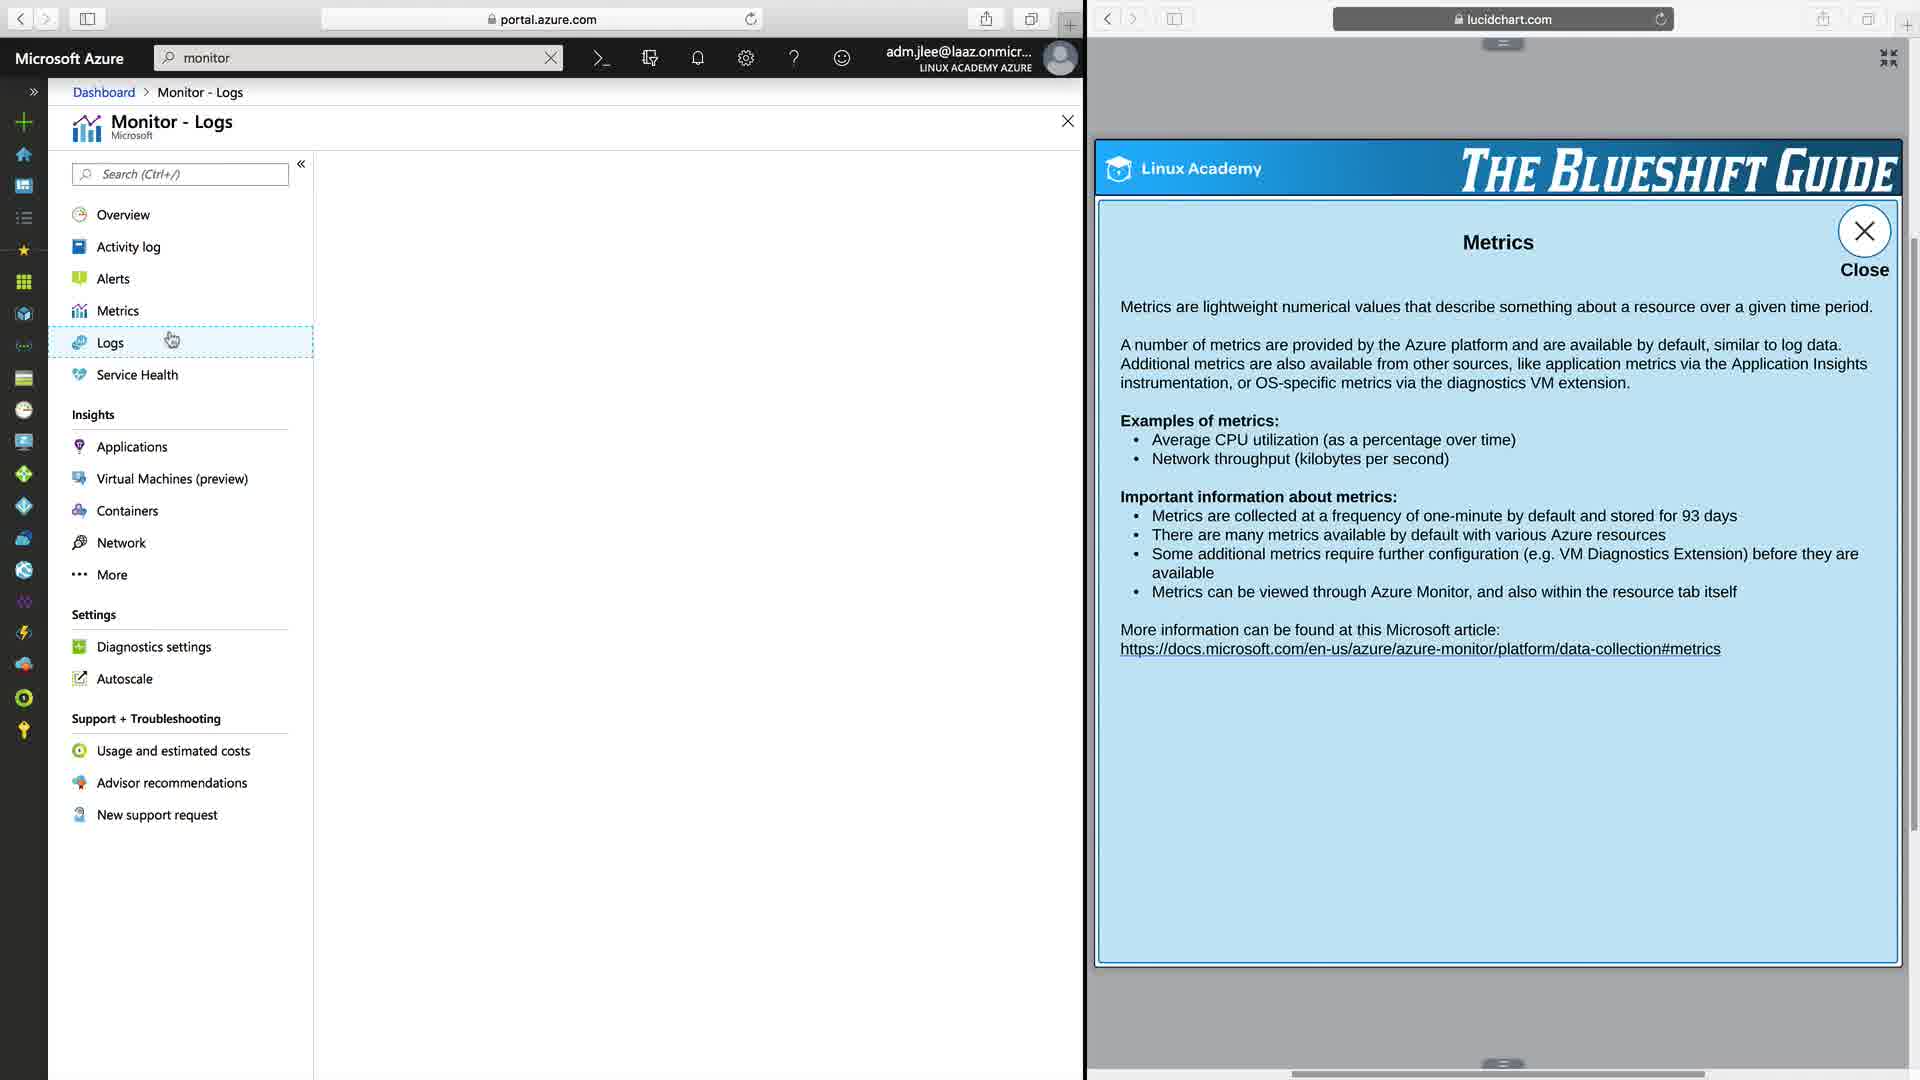 portal.azure.com
lucidchart.com
Microsoft Azure
monitor
adm.jlee@laaz.onmicr...
LINUX ACADEMY AZURE
Dashboard > Monitor - Logs
Monitor - Logs
Microsoft
Search (Ctrl+/)
Overview
Activity log
Alerts
Metrics
Logs
Service Health
Insights
Applications
Virtual Machines (preview)
Containers
Network
More
Settings
Diagnostics settings
Autoscale
Support + Troubleshooting
Usage and estimated costs
Advisor recommendations
New support request
Linux Academy
THE BLUESHIFT GUIDE
Metrics
Close
Metrics are lightweight numerical values that describe something about a resource over a given time period.
A number of metrics are provided by the Azure platform and are available by default, similar to log data.
Additional metrics are also available from other sources, like application metrics via the Application Insights
instrumentation, or OS-specific metrics via the diagnostics VM extension.
Examples of metrics:
• Average CPU utilization (as a percentage over time)
• Network throughput (kilobytes per second)
Important information about metrics:
• Metrics are collected at a frequency of one-minute by default and stored for 93 days
• There are many metrics available by default with various Azure resources
• Some additional metrics require further configuration (e.g. VM Diagnostics Extension) before they are
available
• Metrics can be viewed through Azure Monitor, and also within the resource tab itself
More information can be found at this Microsoft article:
https://docs.microsoft.com/en-us/azure/azure-monitor/platform/data-collection#metrics